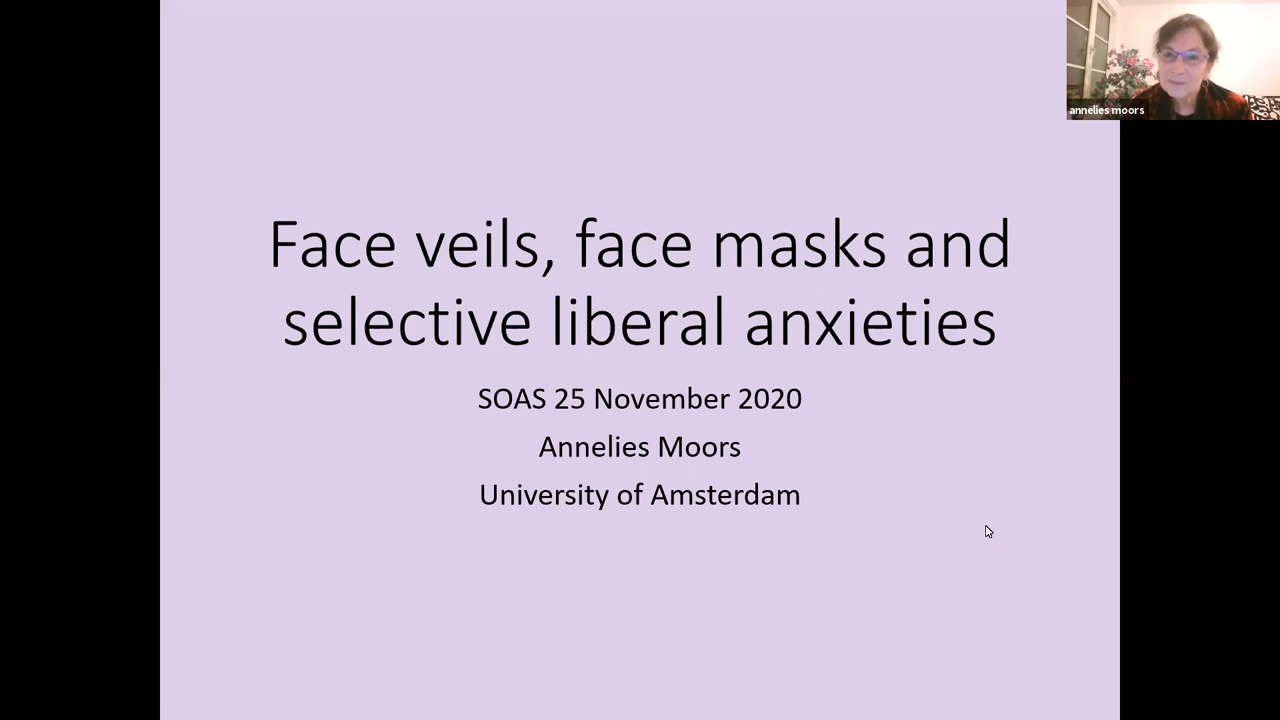 annelies moors
Face veils, face masks and
selective liberal anxieties
SOAS 25 November 2020
Annelies Moors
University of Amsterdam